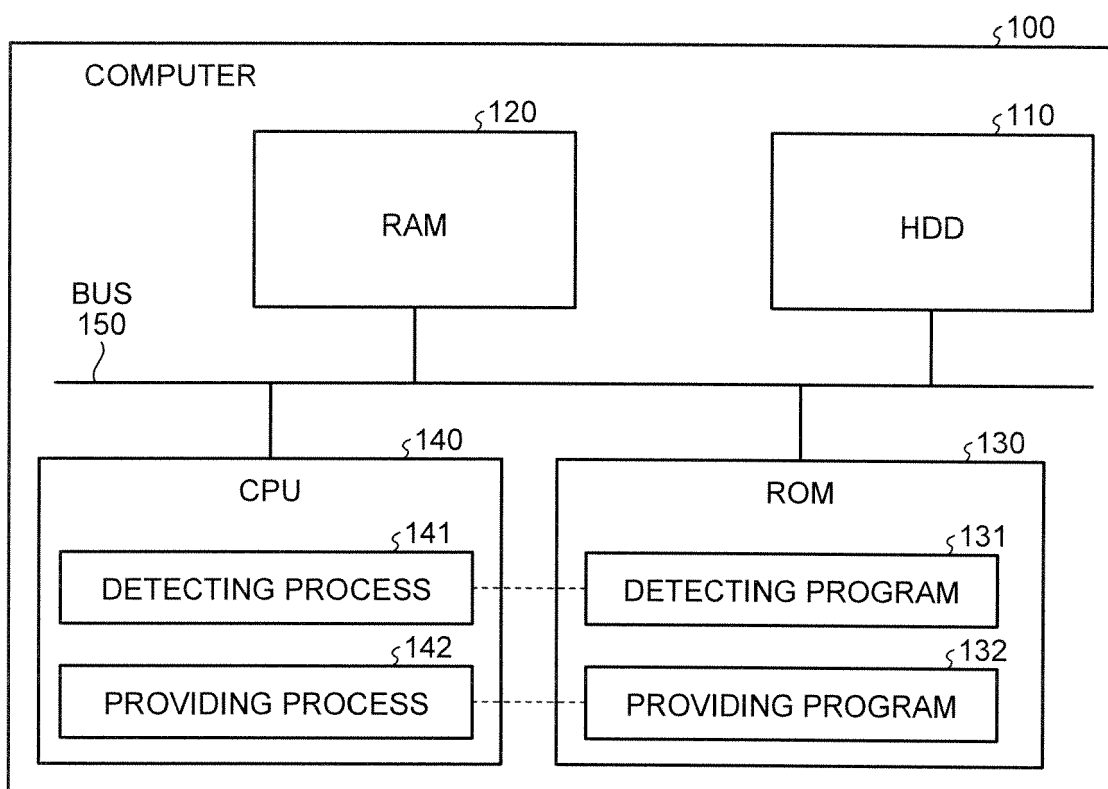 100
COMPUTER
120
110
RAM
HDD
BUS
150
140
130
CPU
ROM
141
131
DETECTING PROCESS
DETECTING PROGRAM
142
132
PROVIDING PROCESS
PROVIDING PROGRAM